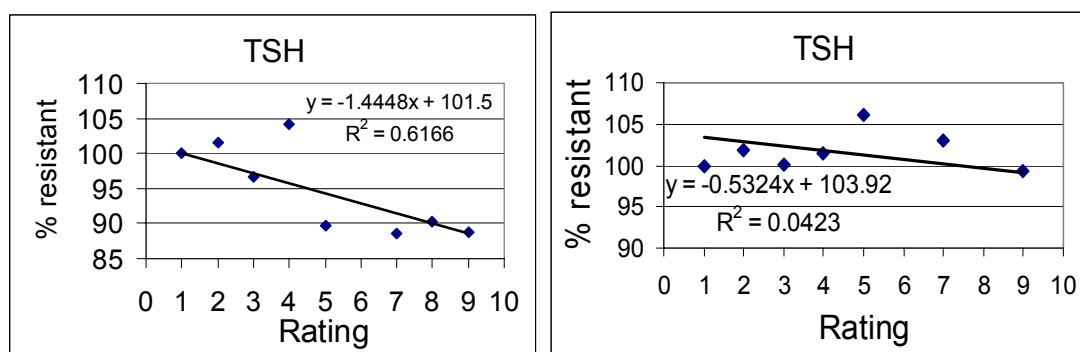 TSH
110
105
100
95
90
85
% resistant
y = -1.4448x + 101.5
R² = 0.6166
0 1 2 3 4 5 6 7 8 9 10
Rating
TSH
110
105
100
95
90
% resistant
y = -0.5324x + 103.92
R² = 0.0423
0 1 2 3 4 5 6 7 8 9 10
Rating